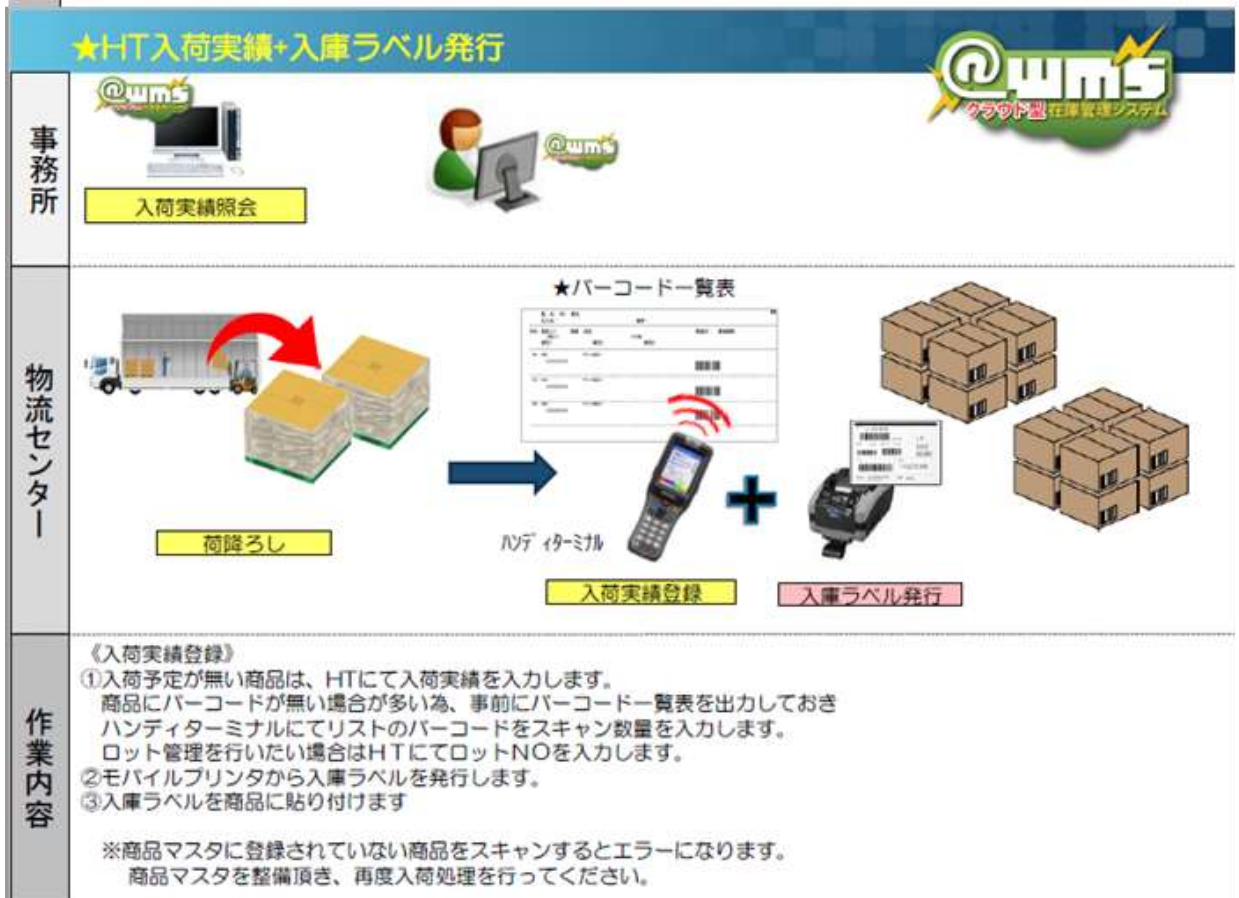 ★HT入荷実績+入庫ラベル発行
@wms
クラウド型在庫管理システム
事務所
@wms
@wms
入荷実績照会
物流センター
★バーコード一覧表
ﾊﾝﾃﾞｨﾀｰﾐﾅﾙ
荷降ろし
入荷実績登録
入庫ラベル発行
作業内容
《入荷実績登録》
①入荷予定が無い商品は、HTにて入荷実績を入力します。
商品にバーコードが無い場合が多い為、事前にバーコード一覧表を出力しておき
ハンディターミナルにてリストのバーコードをスキャン数量を入力します。
ロット管理を行いたい場合はＨＴにてロットＮＯを入力します。
②モバイルプリンタから入庫ラベルを発行します。
③入庫ラベルを商品に貼り付けます
※商品マスタに登録されていない商品をスキャンするとエラーになります。
商品マスタを整備頂き、再度入荷処理を行ってください。